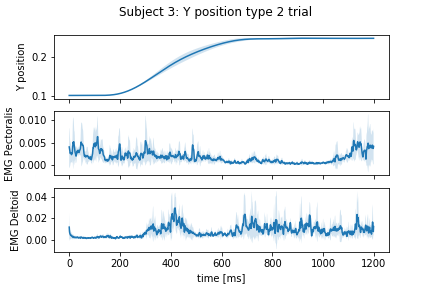 Subject 3: Y position type 2 trial
Y position
0.2
0.1
EMG Pectoralis
0.010
0.005
0.000
EMG Deltoid
0.04
0.02
0.00
0 200 400 600 800 1000 1200
time [ms]